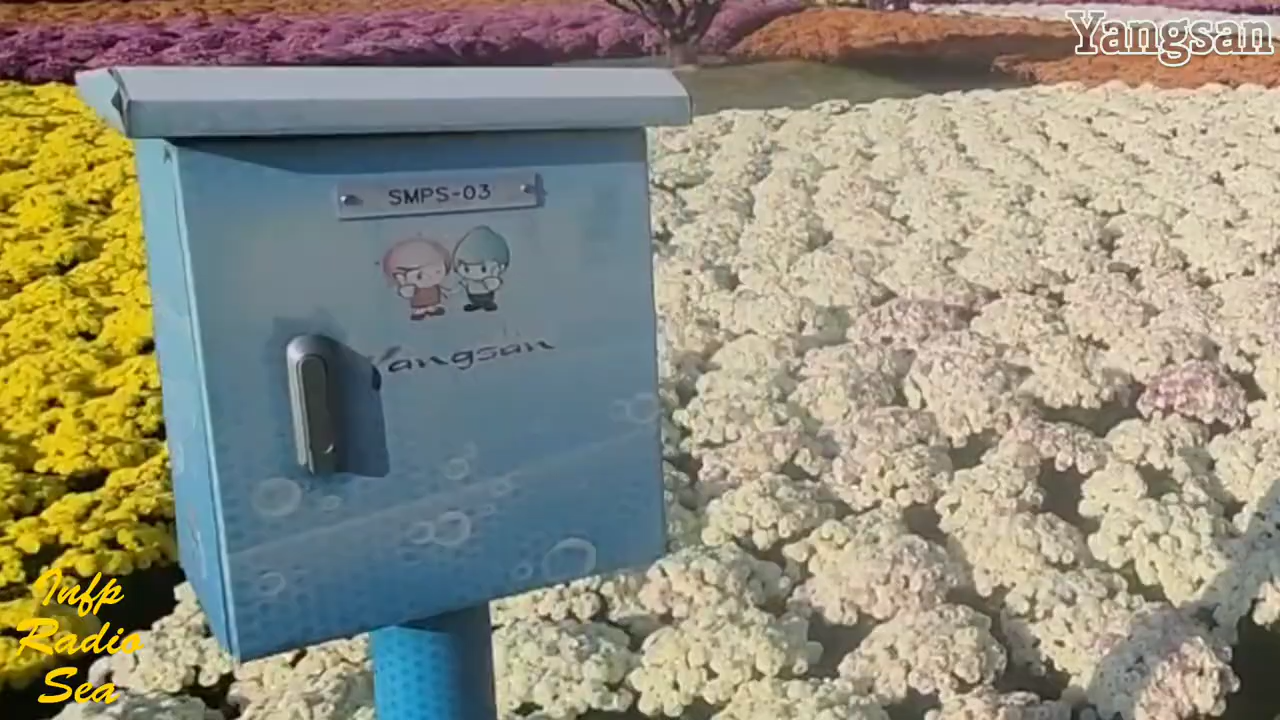 Yangsan
SMPS-03
Yangsan
Infp
Radio
Sea